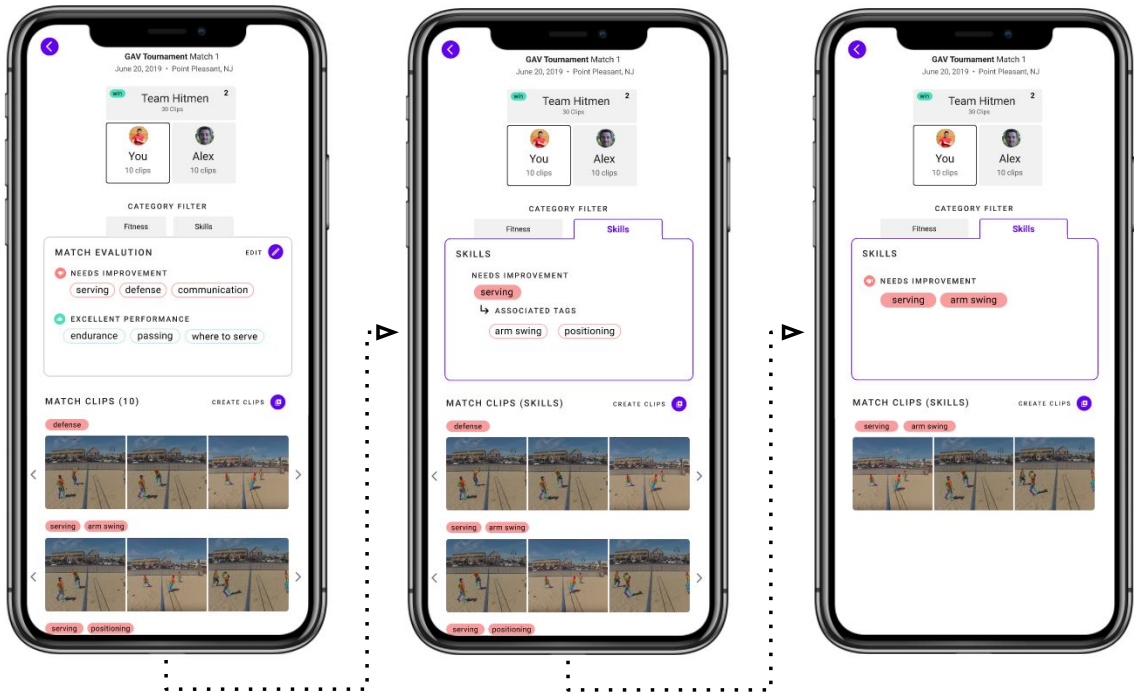 GAV Tournament Match 1
June 20, 2019 • Point Pleasant, NJ
win
Team Hitmen 2
30 Clips
You
10 clips
Alex
10 clips
CATEGORY FILTER
Fitness
Skills
MATCH EVALUTION
EDIT
NEEDS IMPROVEMENT
serving defense communication
EXCELLENT PERFORMANCE
endurance passing where to serve
MATCH CLIPS (10)
CREATE CLIPS
defense
serving arm swing
serving positioning
GAV Tournament Match 1
June 20, 2019 • Point Pleasant, NJ
win
Team Hitmen 2
30 Clips
You
10 clips
Alex
10 clips
CATEGORY FILTER
Fitness
Skills
SKILLS
NEEDS IMPROVEMENT
serving
ASSOCIATED TAGS
arm swing positioning
MATCH CLIPS (SKILLS)
CREATE CLIPS
defense
serving arm swing
serving positioning
GAV Tournament Match 1
June 20, 2019 • Point Pleasant, NJ
win
Team Hitmen 2
30 Clips
You
10 clips
Alex
10 clips
CATEGORY FILTER
Fitness
Skills
SKILLS
NEEDS IMPROVEMENT
serving arm swing
MATCH CLIPS (SKILLS)
CREATE CLIPS
serving arm swing